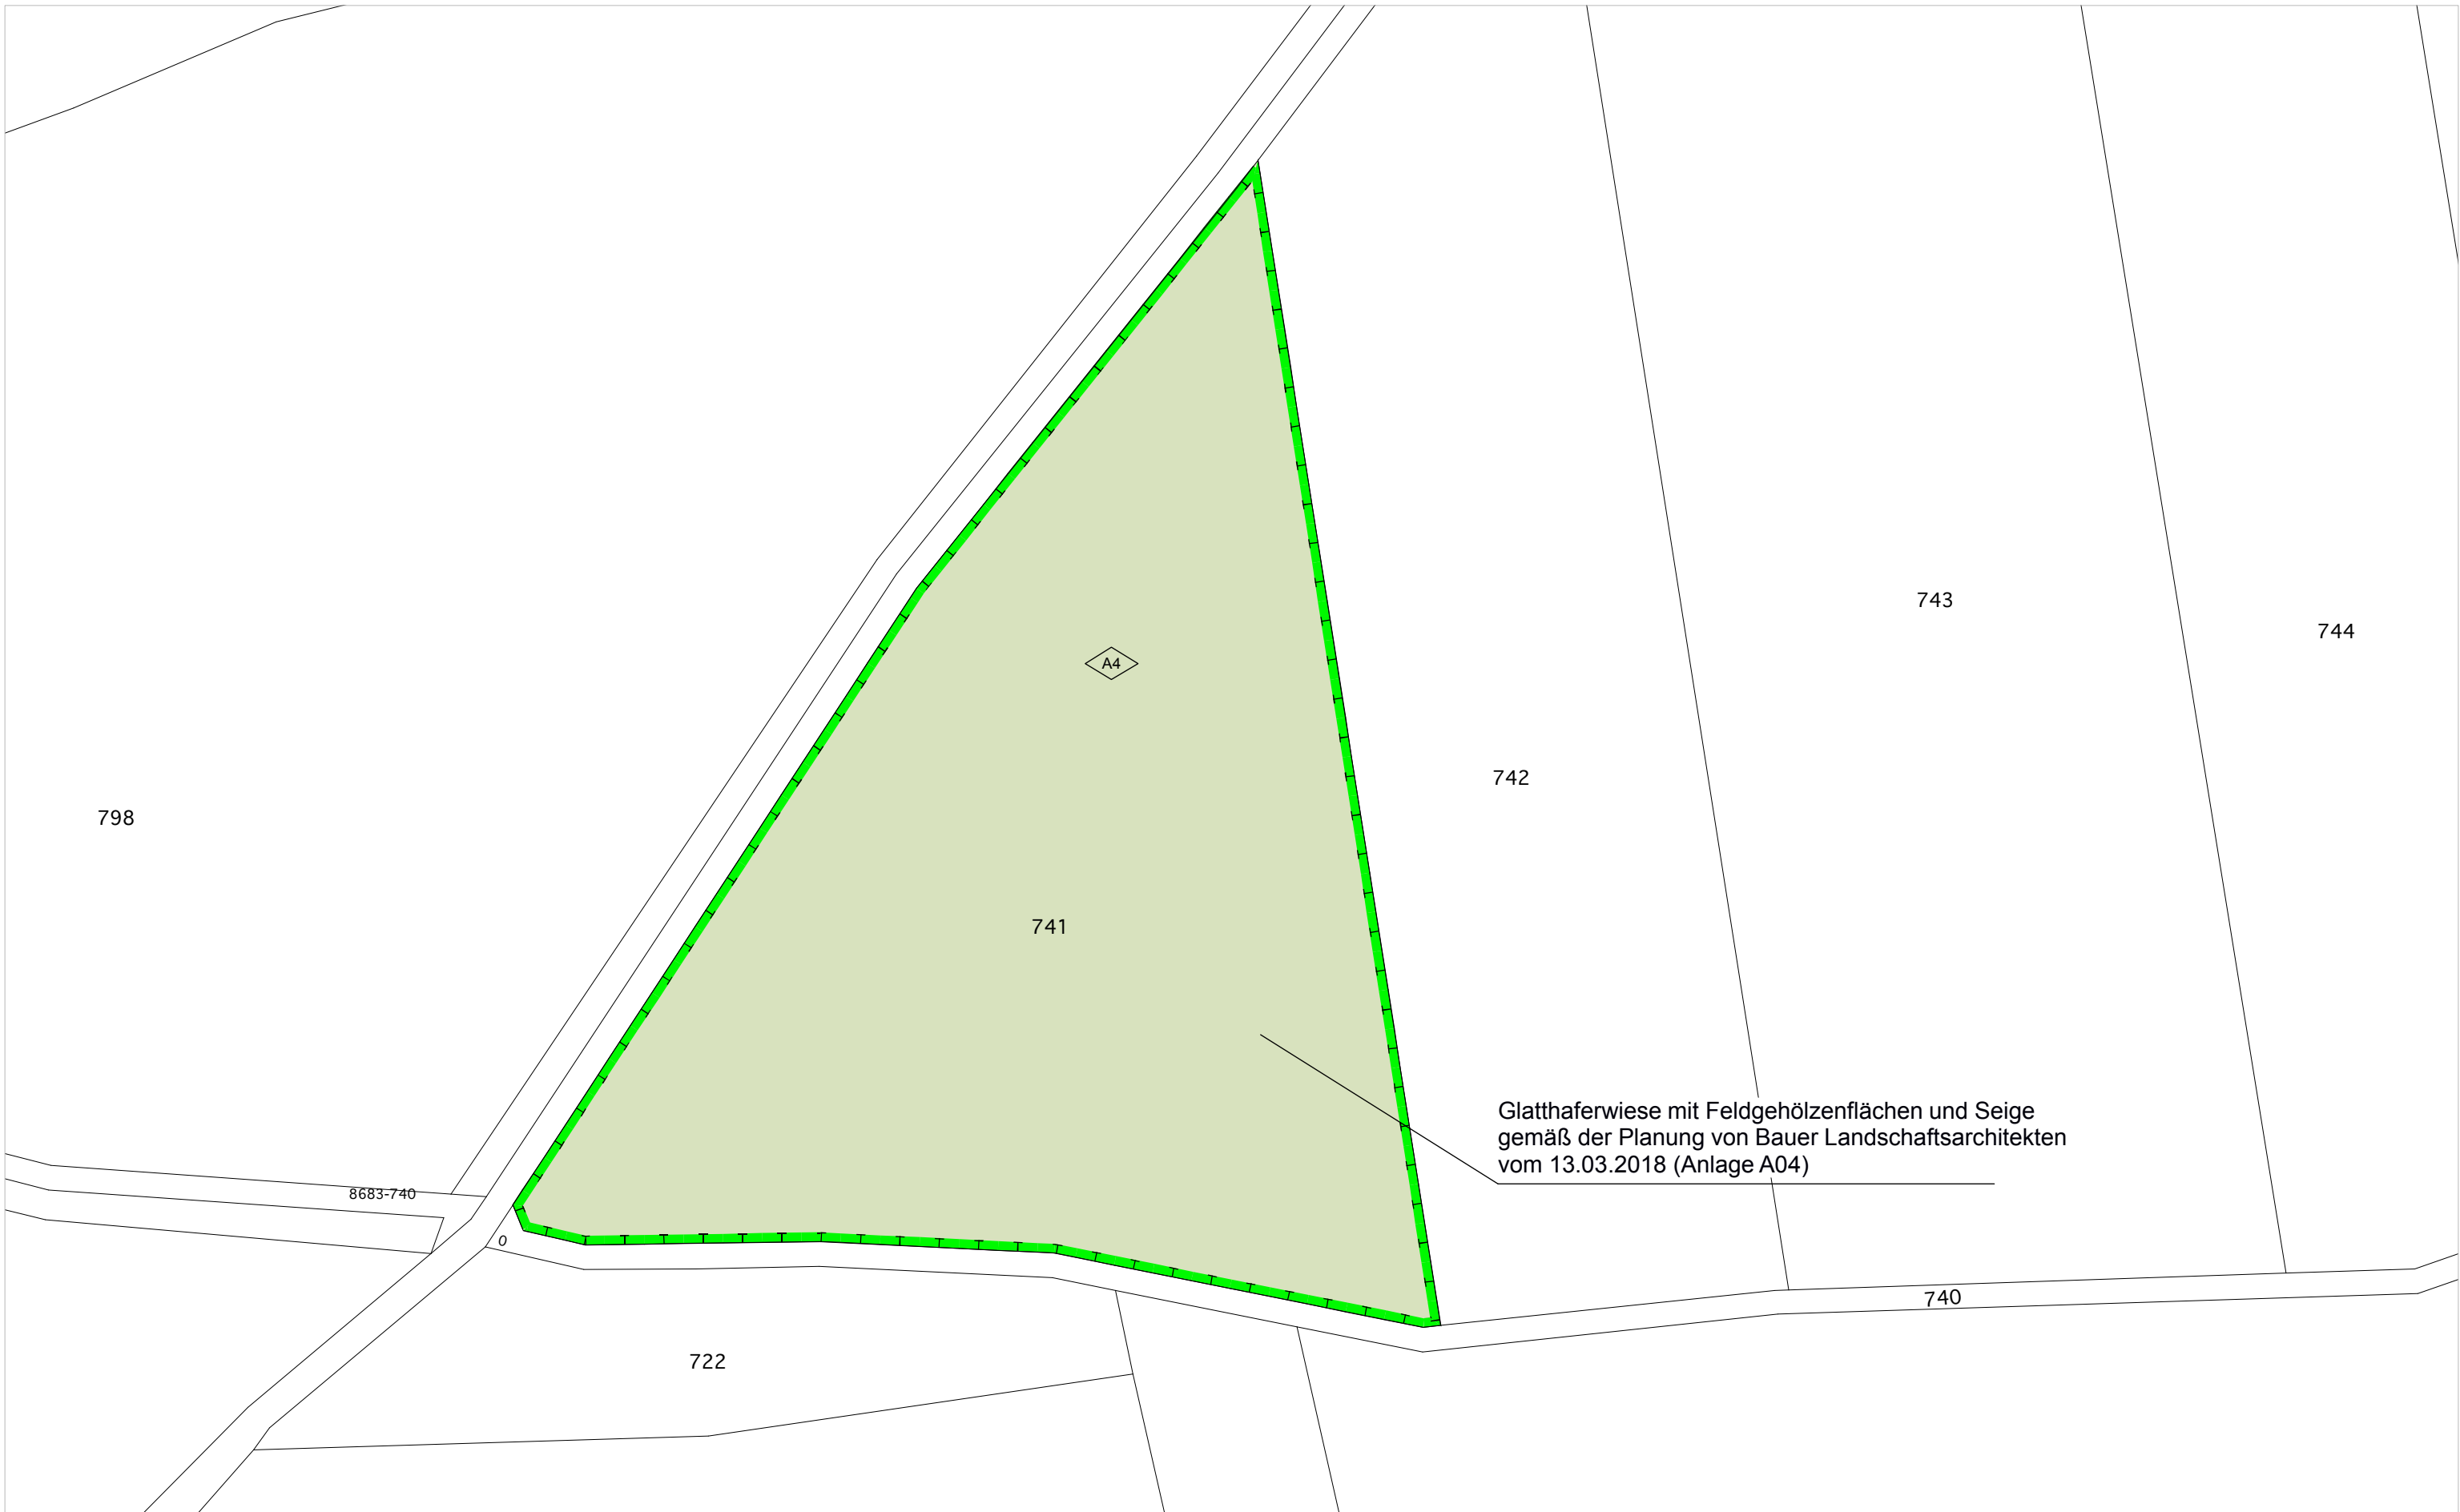 743
744
A4
742
798
741
Glatthaferwiese mit Feldgehölzenflächen und Seige
gemäß der Planung von Bauer Landschaftsarchitekten
vom 13.03.2018 (Anlage A04)
8683-740
0
740
722